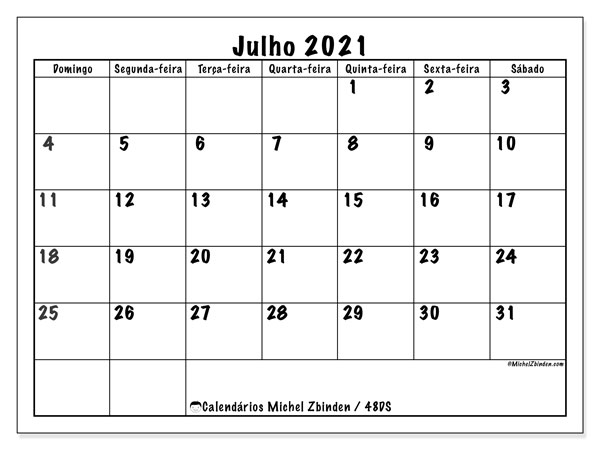 Julho 2021
Domingo Segunda-feira Terça-feira Quarta-feira Quinta-feira Sexta-feira Sábado
1 2 3
4 5 6 7 8 9 10
11 12 13 14 15 16 17
18 19 20 21 22 23 24
25 26 27 28 29 30 31
©MichelZbinden.com
Calendários Michel Zbinden / 48DS